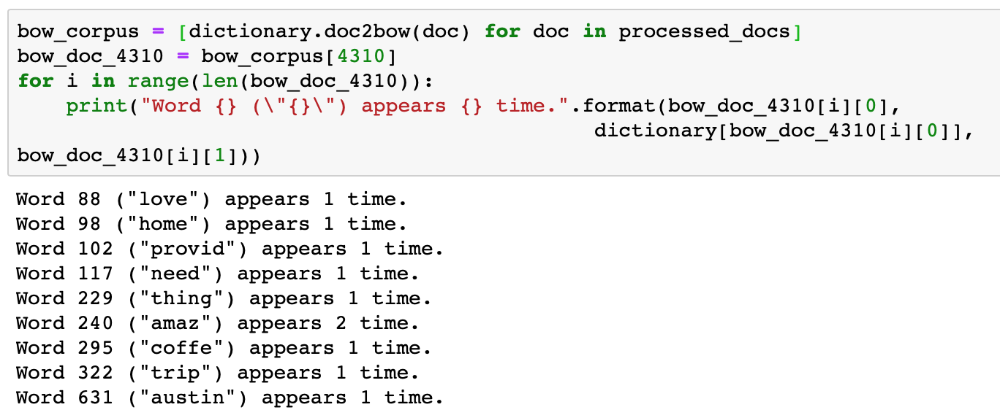 bow_corpus = [dictionary.doc2bow(doc) for doc in processed_docs]
bow_doc_4310 = bow_corpus[4310]
for i in range(len(bow_doc_4310)):
    print("Word {} (\"{}\") appears {} time.".format(bow_doc_4310[i][0],
                                               dictionary[bow_doc_4310[i][0]],
bow_doc_4310[i][1]))
Word 88 ("love") appears 1 time.
Word 98 ("home") appears 1 time.
Word 102 ("provid") appears 1 time.
Word 117 ("need") appears 1 time.
Word 229 ("thing") appears 1 time.
Word 240 ("amaz") appears 2 time.
Word 295 ("coffe") appears 1 time.
Word 322 ("trip") appears 1 time.
Word 631 ("austin") appears 1 time.